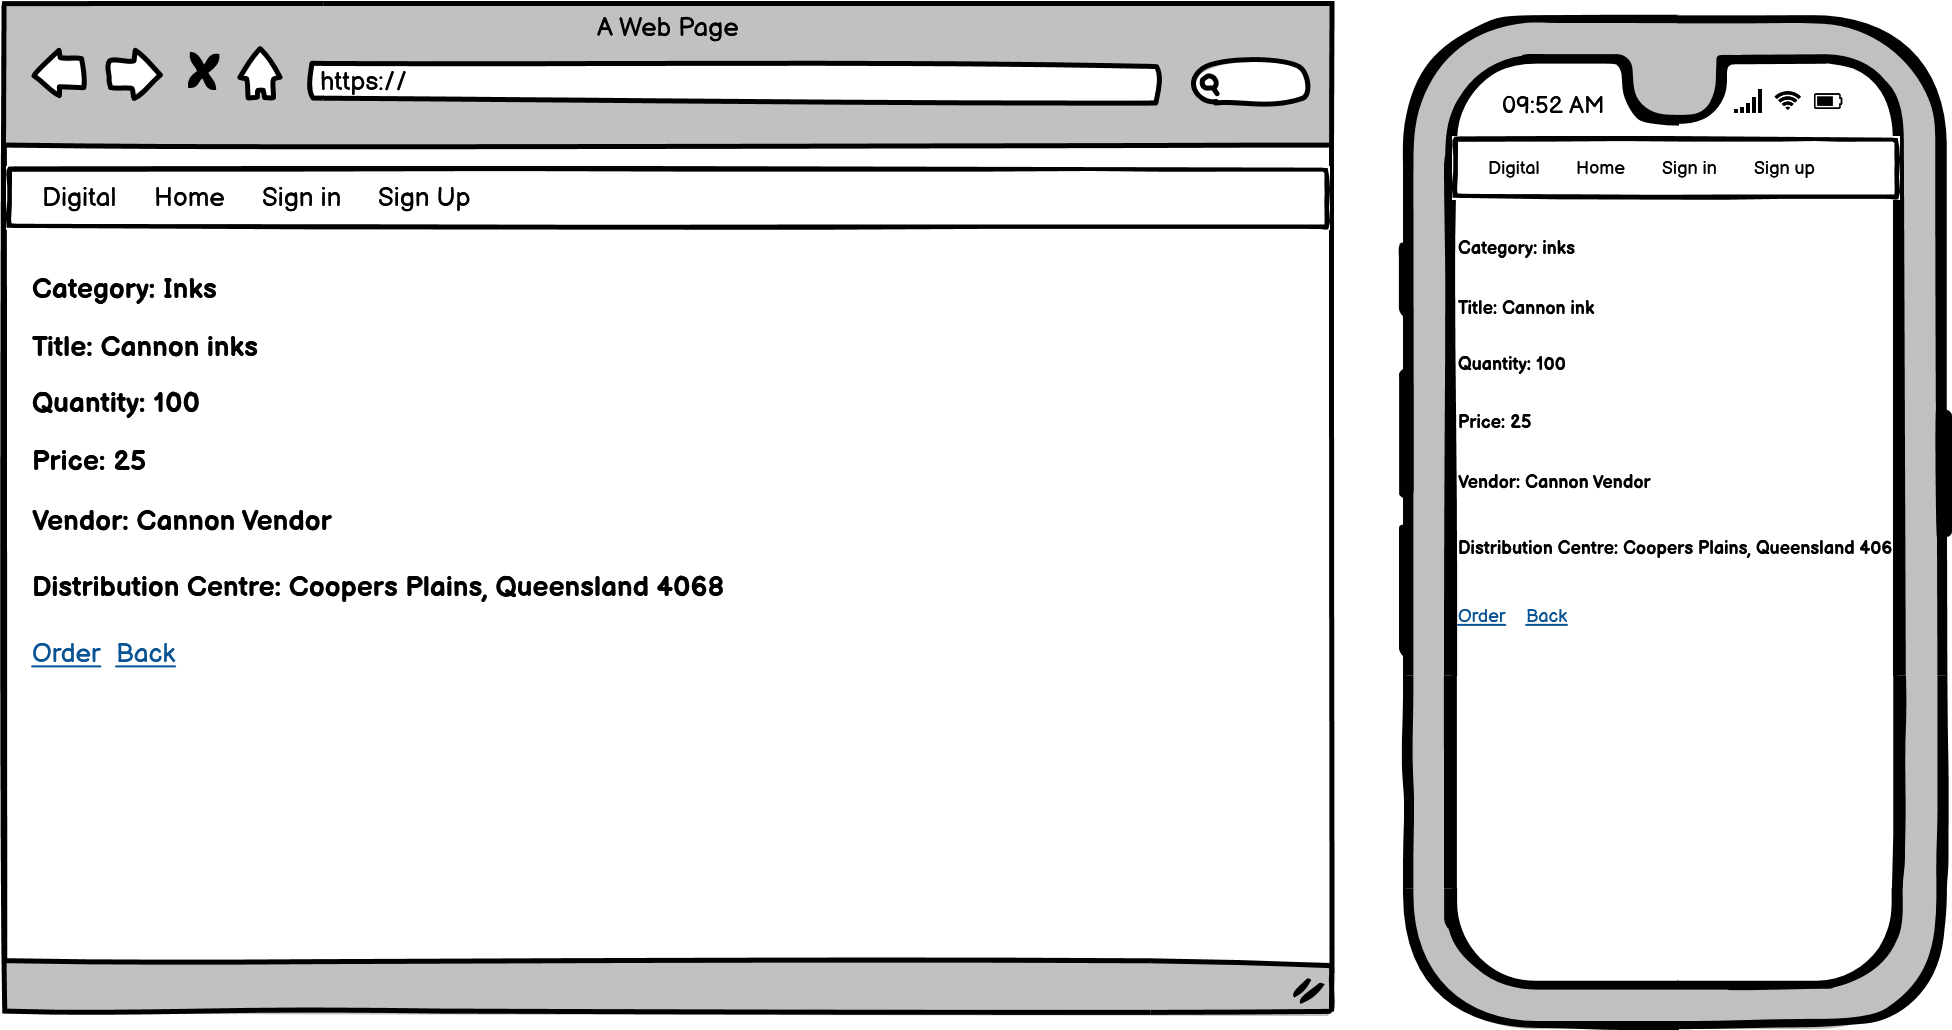 A Web Page
https://
Digital Home Sign in Sign Up
Category: Inks
Title: Cannon inks
Quantity: 100
Price: 25
Vendor: Cannon Vendor
Distribution Centre: Coopers Plains, Queensland 4068
Order Back
09:52 AM
Digital Home Sign in Sign up
Category: inks
Title: Cannon ink
Quantity: 100
Price: 25
Vendor: Cannon Vendor
Distribution Centre: Coopers Plains, Queensland 406
Order Back